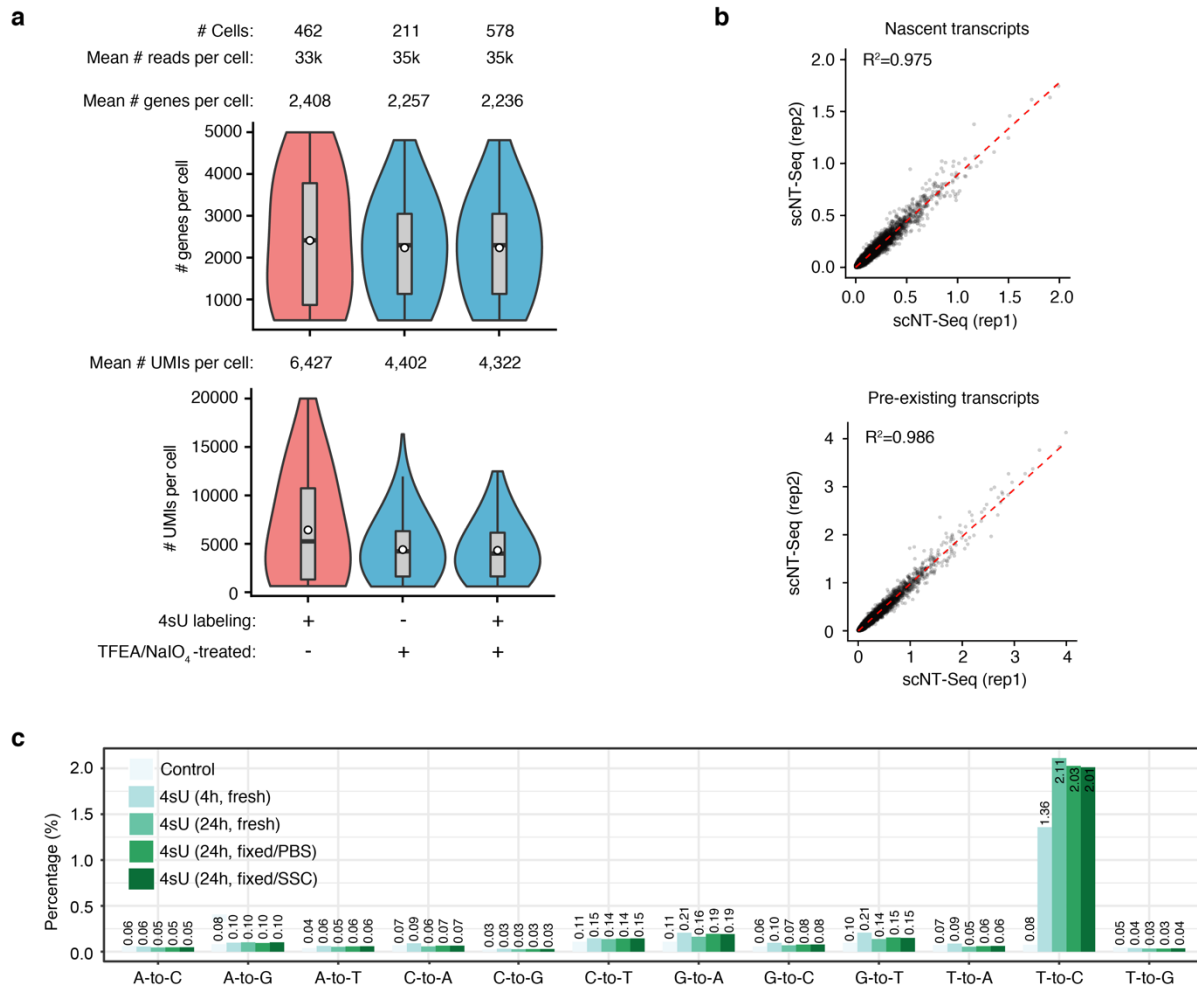 a
# Cells: 462 211 578
Mean # reads per cell: 33k 35k 35k
Mean # genes per cell: 2,408 2,257 2,236
# genes per cell
5000
4000
3000
2000
1000
Mean # UMIs per cell: 6,427 4,402 4,322
# UMIs per cell
20000
15000
10000
5000
0
4sU labeling: + - +
TFEA/NaIO4-treated: - + +
b
Nascent transcripts
R2=0.975
scNT-Seq (rep2)
2.0
1.5
1.0
0.5
0.0
0.0 0.5 1.0 1.5 2.0
scNT-Seq (rep1)
Pre-existing transcripts
R2=0.986
scNT-Seq (rep2)
4
3
2
1
0
0 1 2 3 4
scNT-Seq (rep1)
c
Percentage (%)
2.0
1.5
1.0
0.5
0.0
Control
4sU (4h, fresh)
4sU (24h, fresh)
4sU (24h, fixed/PBS)
4sU (24h, fixed/SSC)
0.06 0.06 0.05 0.05 0.05
0.08 0.10 0.10 0.10 0.10
0.04 0.06 0.05 0.06 0.06
0.07 0.09 0.06 0.07 0.07
0.03 0.03 0.03 0.03 0.03
0.11 0.15 0.14 0.14 0.15
0.11 0.21 0.16 0.19 0.19
0.06 0.10 0.07 0.08 0.08
0.10 0.21 0.14 0.15 0.15
0.07 0.09 0.05 0.06 0.06
0.08 1.36 2.11 2.03 2.01
0.05 0.04 0.03 0.03 0.04
A-to-C A-to-G A-to-T C-to-A C-to-G C-to-T G-to-A G-to-C G-to-T T-to-A T-to-C T-to-G